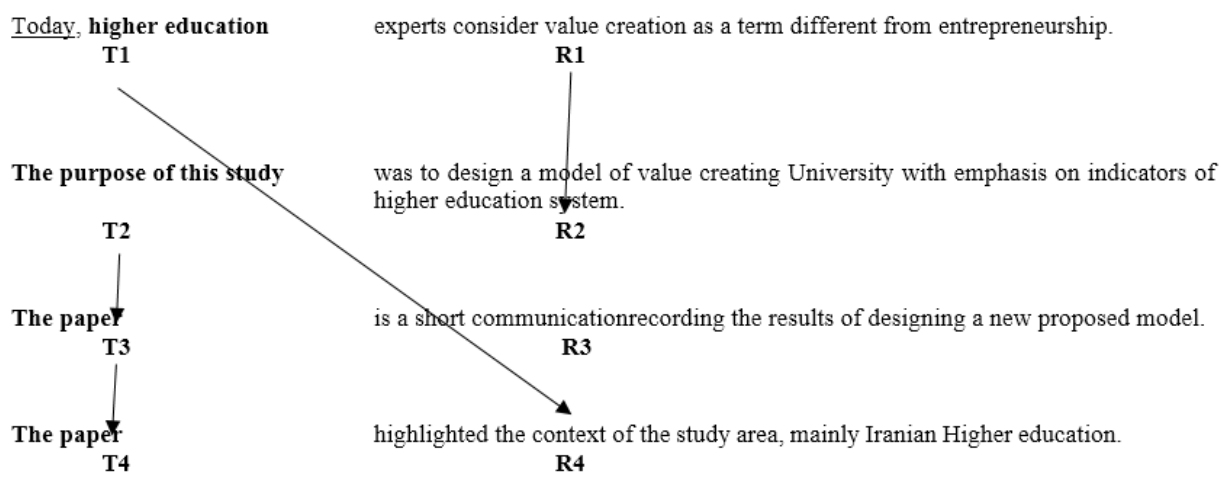 Today, higher education experts consider value creation as a term different from entrepreneurship.
T1 R1
The purpose of this study was to design a model of value creating University with emphasis on indicators of
higher education system.
T2 R2
The paper is a short communicationrecording the results of designing a new proposed model.
T3 R3
The paper highlighted the context of the study area, mainly Iranian Higher education.
T4 R4